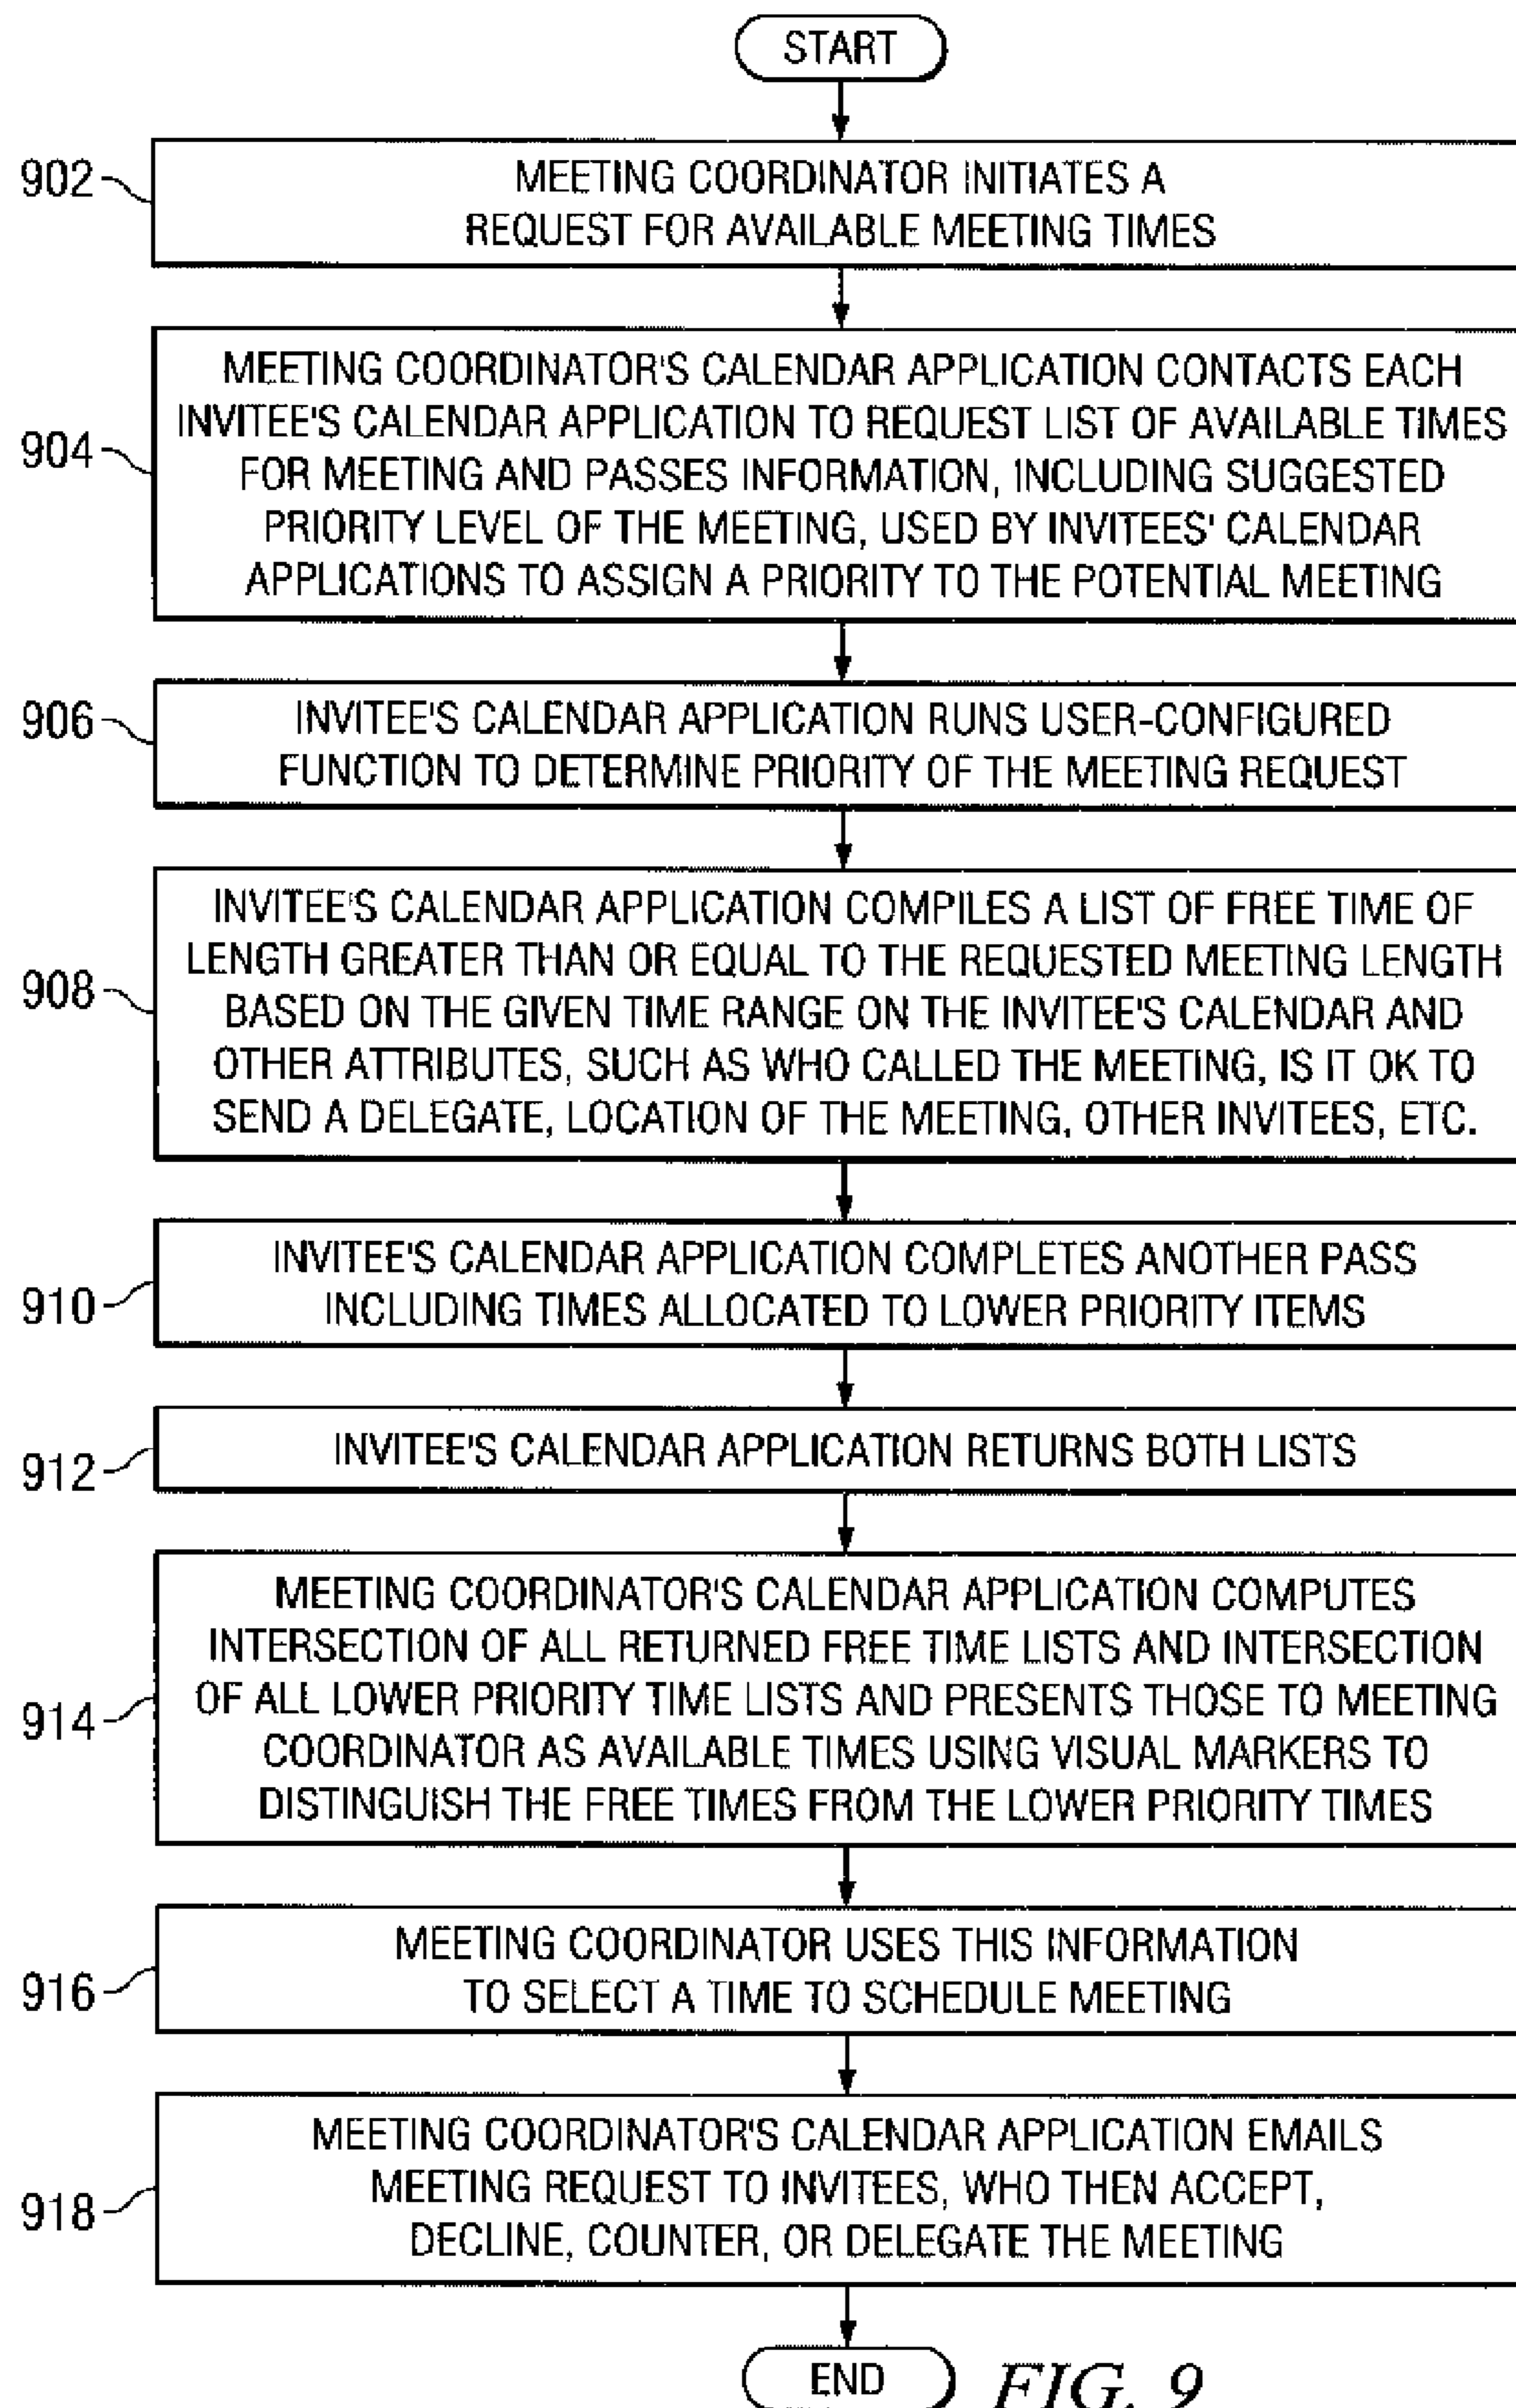 START
902
MEETING COORDINATOR INITIATES A
REQUEST FOR AVAILABLE MEETING TIMES
904
MEETING COORDINATOR'S CALENDAR APPLICATION CONTACTS EACH
INVITEE'S CALENDAR APPLICATION TO REQUEST LIST OF AVAILABLE TIMES
FOR MEETING AND PASSES INFORMATION, INCLUDING SUGGESTED
PRIORITY LEVEL OF THE MEETING, USED BY INVITEES' CALENDAR
APPLICATIONS TO ASSIGN A PRIORITY TO THE POTENTIAL MEETING
906
INVITEE'S CALENDAR APPLICATION RUNS USER-CONFIGURED
FUNCTION TO DETERMINE PRIORITY OF THE MEETING REQUEST
908
INVITEE'S CALENDAR APPLICATION COMPILES A LIST OF FREE TIME OF
LENGTH GREATER THAN OR EQUAL TO THE REQUESTED MEETING LENGTH
BASED ON THE GIVEN TIME RANGE ON THE INVITEE'S CALENDAR AND
OTHER ATTRIBUTES, SUCH AS WHO CALLED THE MEETING, IS IT OK TO
SEND A DELEGATE, LOCATION OF THE MEETING, OTHER INVITEES, ETC.
910
INVITEE'S CALENDAR APPLICATION COMPLETES ANOTHER PASS
INCLUDING TIMES ALLOCATED TO LOWER PRIORITY ITEMS
912
INVITEE'S CALENDAR APPLICATION RETURNS BOTH LISTS
914
MEETING COORDINATOR'S CALENDAR APPLICATION COMPUTES
INTERSECTION OF ALL RETURNED FREE TIME LISTS AND INTERSECTION
OF ALL LOWER PRIORITY TIME LISTS AND PRESENTS THOSE TO MEETING
COORDINATOR AS AVAILABLE TIMES USING VISUAL MARKERS TO
DISTINGUISH THE FREE TIMES FROM THE LOWER PRIORITY TIMES
916
MEETING COORDINATOR USES THIS INFORMATION
TO SELECT A TIME TO SCHEDULE MEETING
918
MEETING COORDINATOR'S CALENDAR APPLICATION EMAILS
MEETING REQUEST TO INVITEES, WHO THEN ACCEPT,
DECLINE, COUNTER, OR DELEGATE THE MEETING
END
FIG. 9